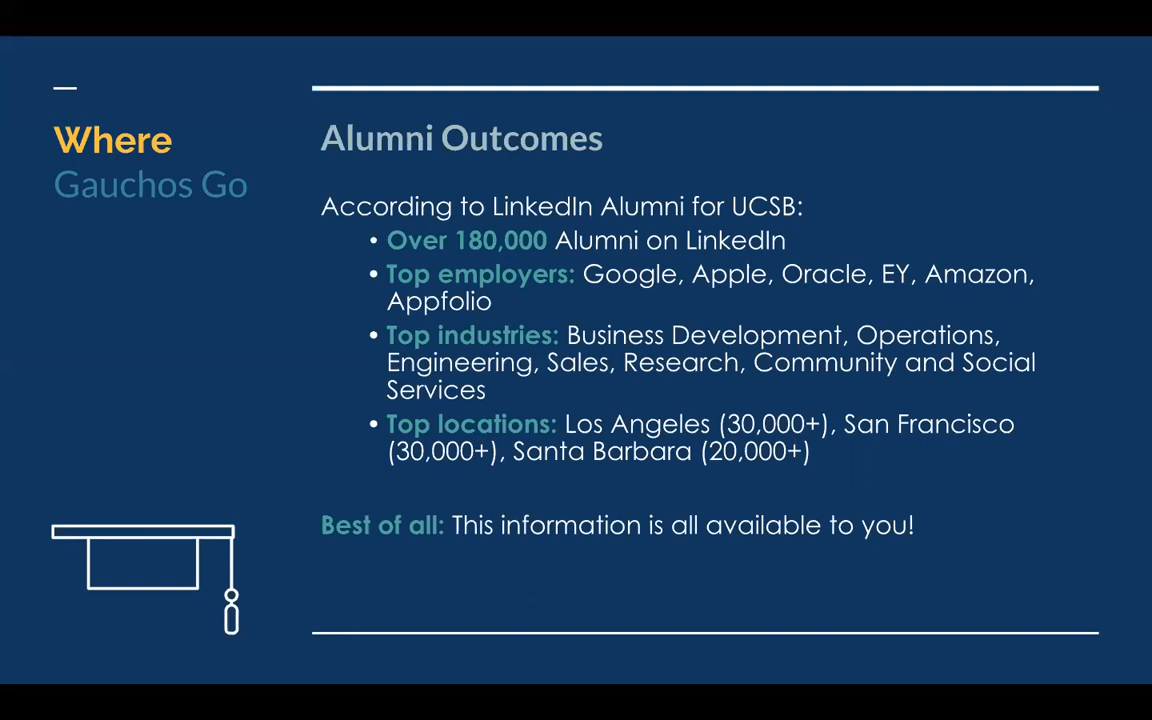 Where
Gauchos Go
Alumni Outcomes
According to LinkedIn Alumni for UCSB:
• Over 180,000 Alumni on LinkedIn
• Top employers: Google, Apple, Oracle, EY, Amazon,
Appfolio
• Top industries: Business Development, Operations,
Engineering, Sales, Research, Community and Social
Services
• Top locations: Los Angeles (30,000+), San Francisco
(30,000+), Santa Barbara (20,000+)
Best of all: This information is all available to you!